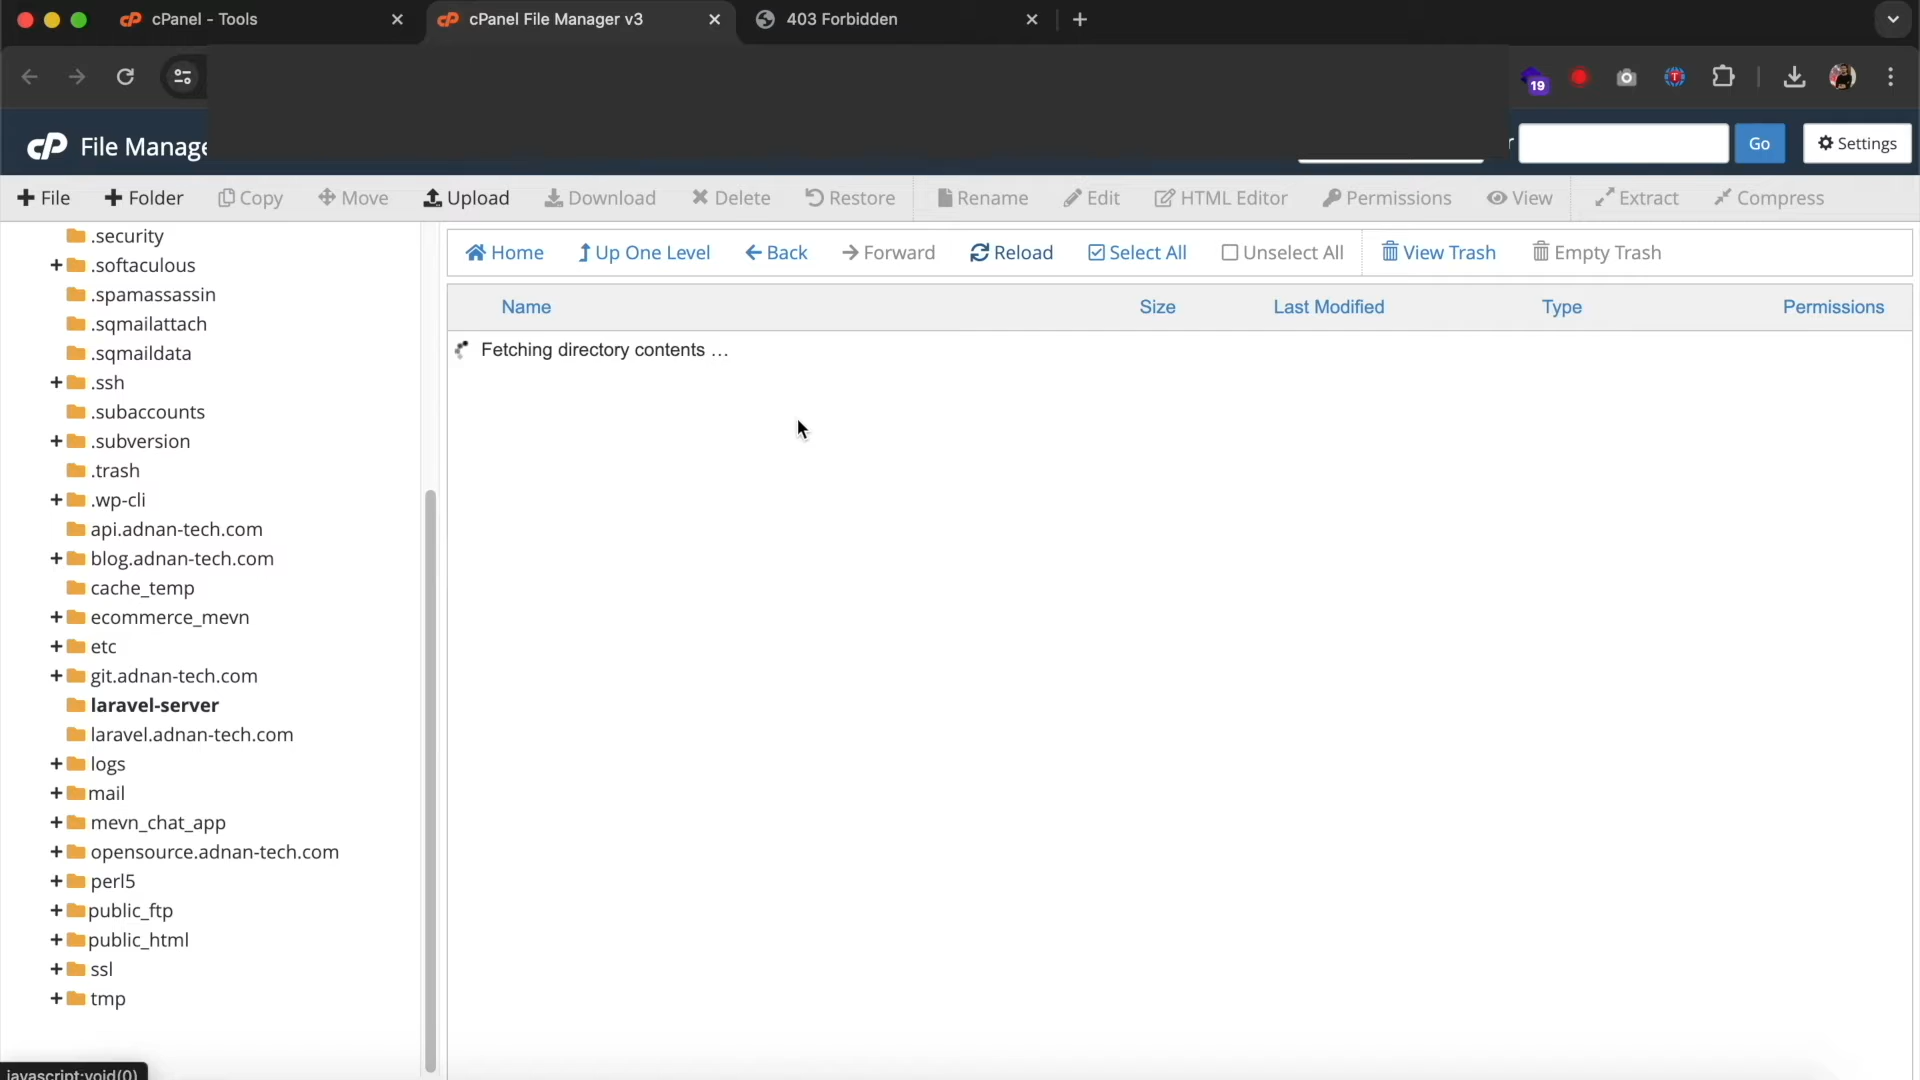 cPanel - Tools
cPanel File Manager v3
403 Forbidden
19
T
cP File Manage
Go
Settings
File
Folder
Copy
Move
Upload
Download
Delete
Restore
Rename
Edit
HTML Editor
Permissions
View
Extract
Compress
Home
Up One Level
Back
Forward
Reload
Select All
Unselect All
View Trash
Empty Trash
Name
Size
Last Modified
Type
Permissions
Fetching directory contents …
.security
+ .softaculous
.spamassassin
.sqmailattach
.sqmaildata
+ .ssh
.subaccounts
+ .subversion
.trash
+ .wp-cli
api.adnan-tech.com
+ blog.adnan-tech.com
cache_temp
+ ecommerce_mevn
+ etc
+ git.adnan-tech.com
laravel-server
laravel.adnan-tech.com
+ logs
+ mail
+ mevn_chat_app
+ opensource.adnan-tech.com
+ perl5
+ public_ftp
+ public_html
+ ssl
+ tmp
javascript:void(0)